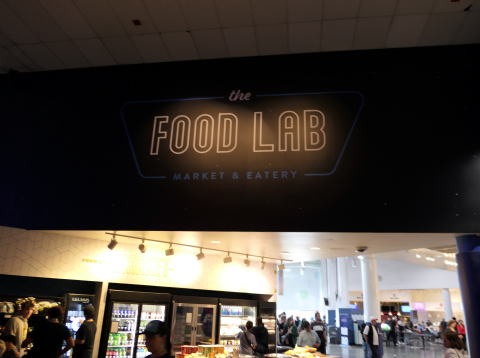 the
FOOD LAB
MARKET & EATERY